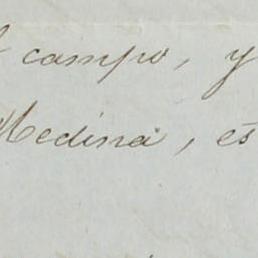 campo, y
Medina, es